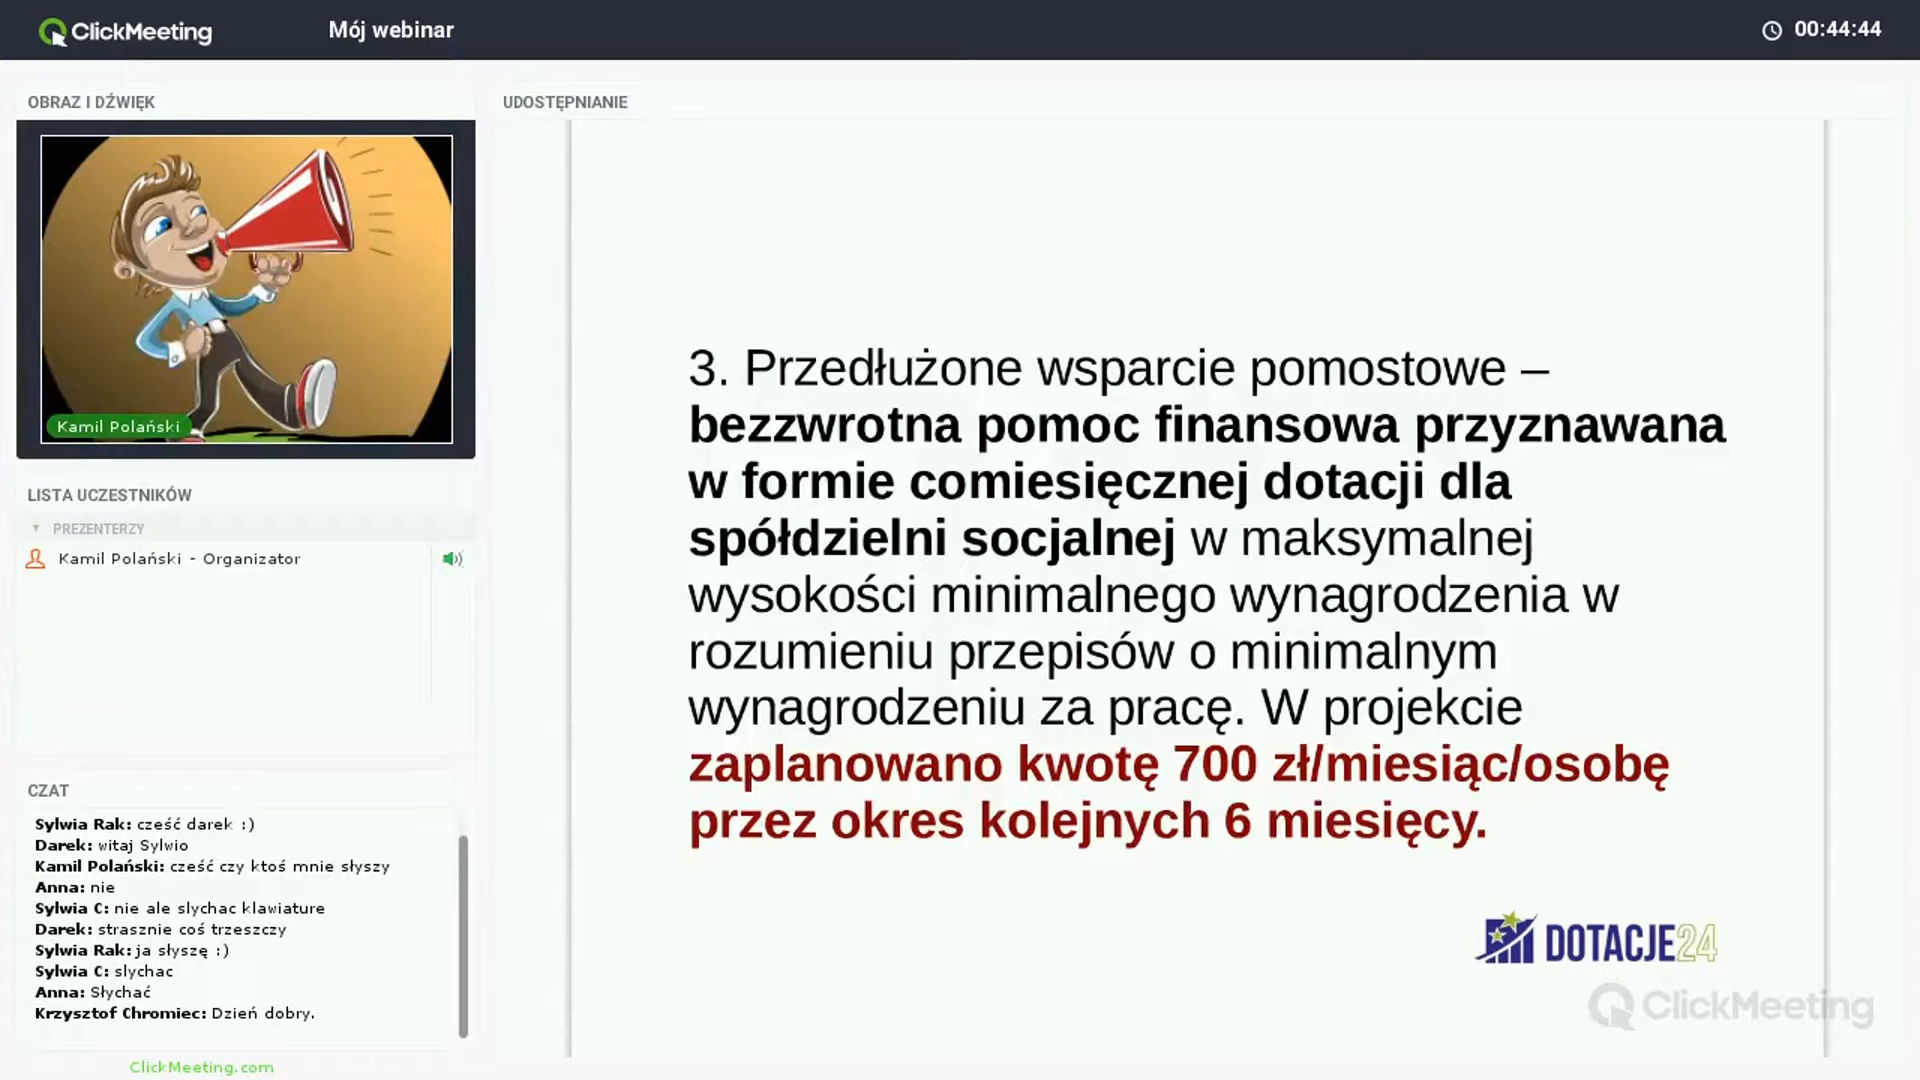 ClickMeeting
Mój webinar
00:44:44
OBRAZ I DŹWIĘK
Kamil Polański
LISTA UCZESTNIKÓW
PREZENTERZY
Kamil Polański - Organizator
CZAT
Sylwia Rak: cześć darek :)
Darek: witaj Sylwio
Kamil Polański: cześć czy ktoś mnie słyszy
Anna: nie
Sylwia C: nie ale slychac klawiature
Darek: strasznie coś trzeszczy
Sylwia Rak: ja słyszę :)
Sylwia C: slychac
Anna: Słychać
Krzysztof Chromiec: Dzień dobry.
ClickMeeting.com
UDOSTĘPNIANIE
3. Przedłużone wsparcie pomostowe –
bezzwrotna pomoc finansowa przyznawana
w formie comiesięcznej dotacji dla
spółdzielni socjalnej w maksymalnej
wysokości minimalnego wynagrodzenia w
rozumieniu przepisów o minimalnym
wynagrodzeniu za pracę. W projekcie
zaplanowano kwotę 700 zł/miesiąc/osobę
przez okres kolejnych 6 miesięcy.
DOTACJE24
ClickMeeting